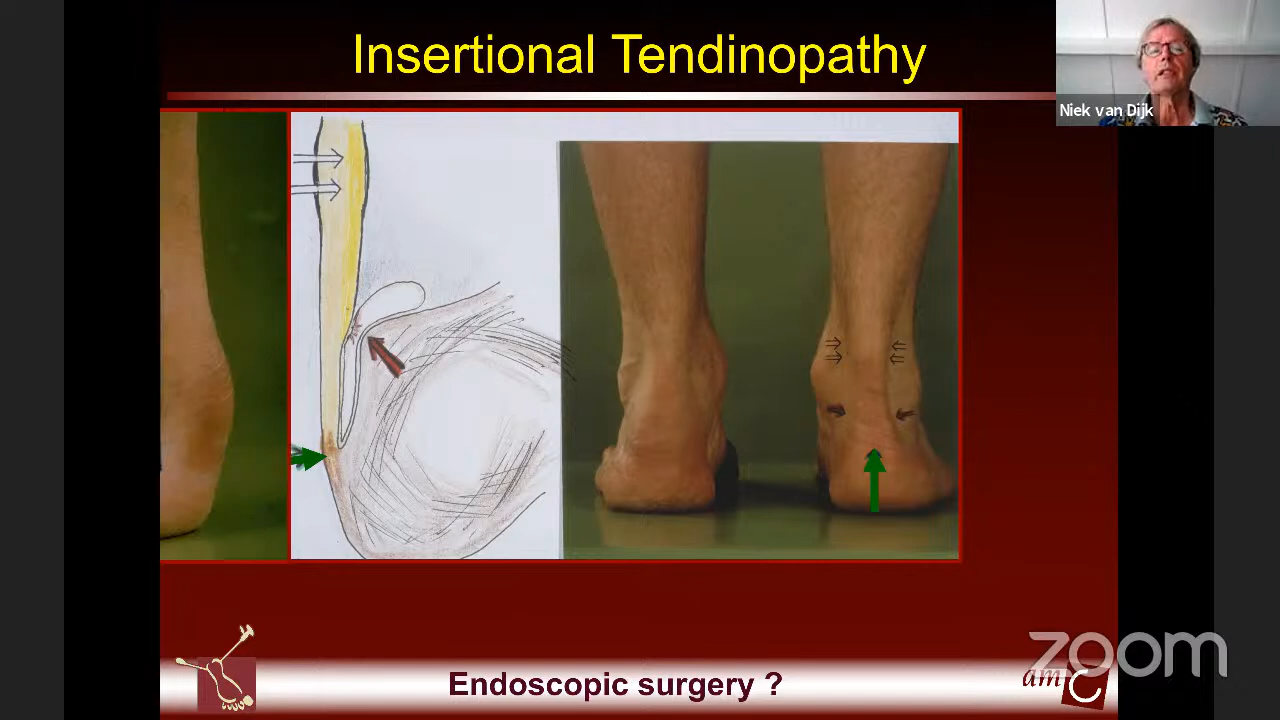 Insertional Tendinopathy
Niek van Dijk
Endoscopic surgery ?
amC
zoom